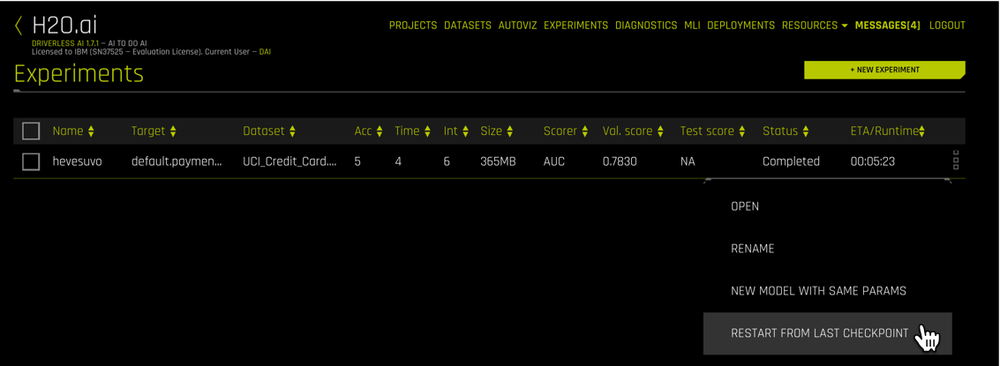 H2O.ai
PROJECTS DATASETS AUTOVIZ EXPERIMENTS DIAGNOSTICS MLI DEPLOYMENTS RESOURCES MESSAGES[4] LOGOUT
DRIVERLESS AI 1.7.1 – AI TO DO AI
Licensed to IBM (SN37525 – Evaluation License). Current User – DAI
Experiments
+ NEW EXPERIMENT
Name Target Dataset Acc Time Int Size Scorer Val. score Test score Status ETA/Runtime
hevesuvo default.paymen... UCI_Credit_Card.... 5 4 6 365MB AUC 0.7830 NA Completed 00:05:23
OPEN
RENAME
NEW MODEL WITH SAME PARAMS
RESTART FROM LAST CHECKPOINT